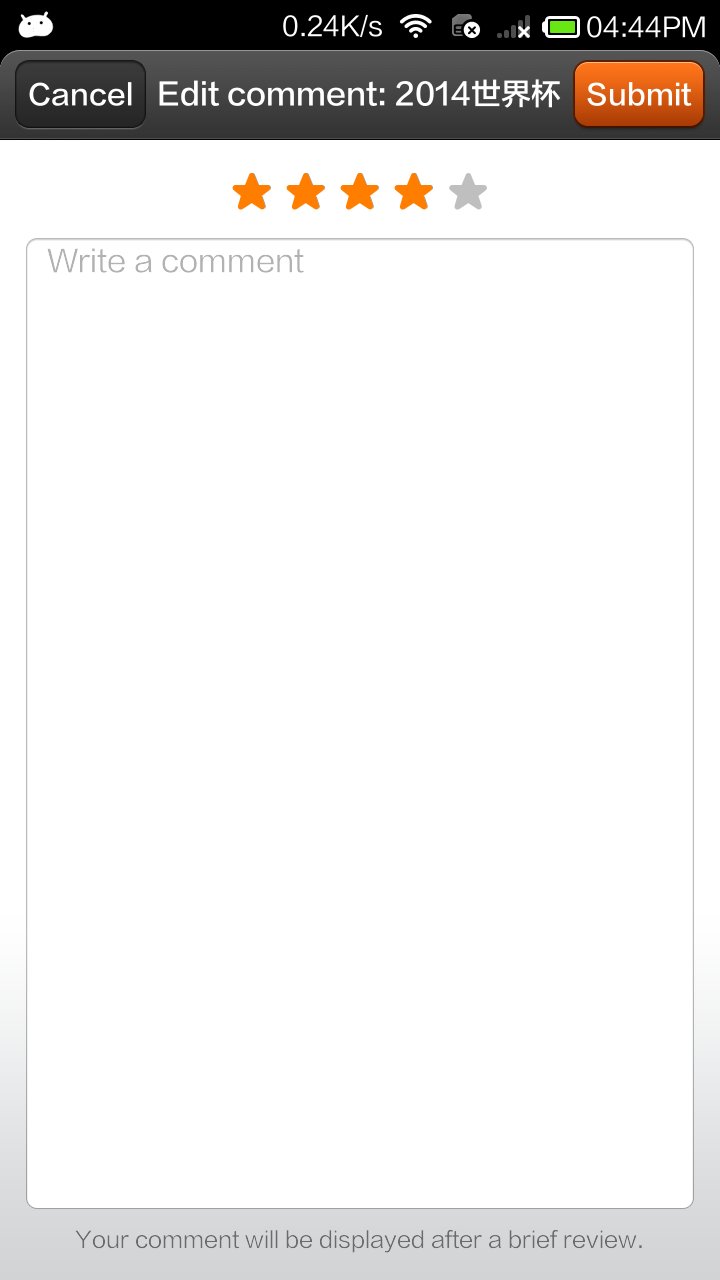 0.24K/s 04:44PM
Cancel Edit comment: 2014世界杯 Submit
Write a comment
Your comment will be displayed after a brief review.